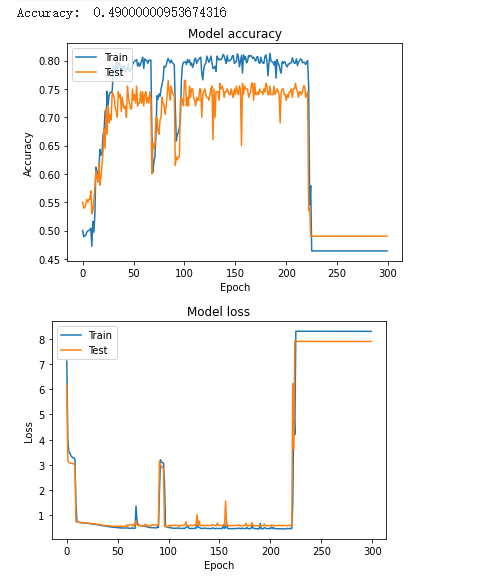 Accuracy: 0.49000000953674316
Model accuracy
Train
Test
0.80
0.75
0.70
0.65
0.60
0.55
0.50
0.45
Accuracy
0 50 100 150 200 250 300
Epoch
Model loss
Train
Test
8
7
6
5
4
3
2
1
Loss
0 50 100 150 200 250 300
Epoch